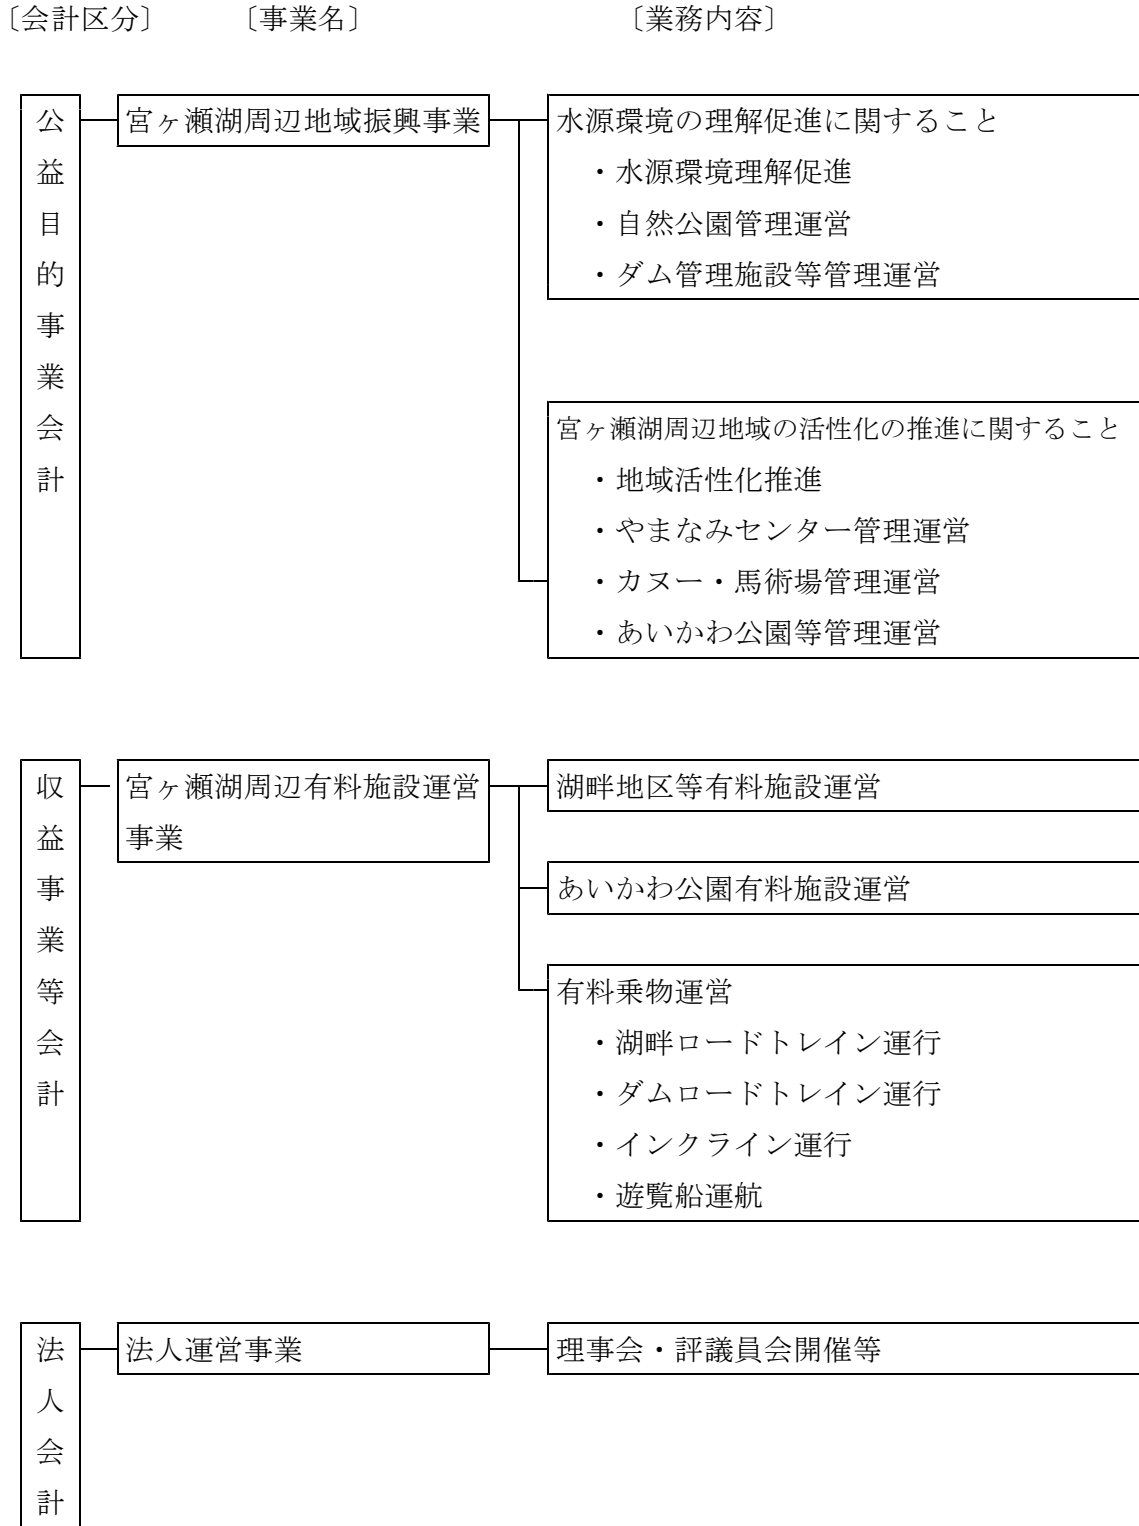 〔会計区分〕 〔事業名〕 〔業務内容〕
公益目的事業会計
宮ヶ瀬湖周辺地域振興事業
水源環境の理解促進に関すること
・水源環境理解促進
・自然公園管理運営
・ダム管理施設等管理運営
宮ヶ瀬湖周辺地域の活性化の推進に関すること
・地域活性化推進
・やまなみセンター管理運営
・カヌー・馬術場管理運営
・あいかわ公園等管理運営
収益事業等会計
宮ヶ瀬湖周辺有料施設運営
事業
湖畔地区等有料施設運営
あいかわ公園有料施設運営
有料乗物運営
・湖畔ロードトレイン運行
・ダムロードトレイン運行
・インクライン運行
・遊覧船運航
法人会計
法人運営事業
理事会・評議員会開催等